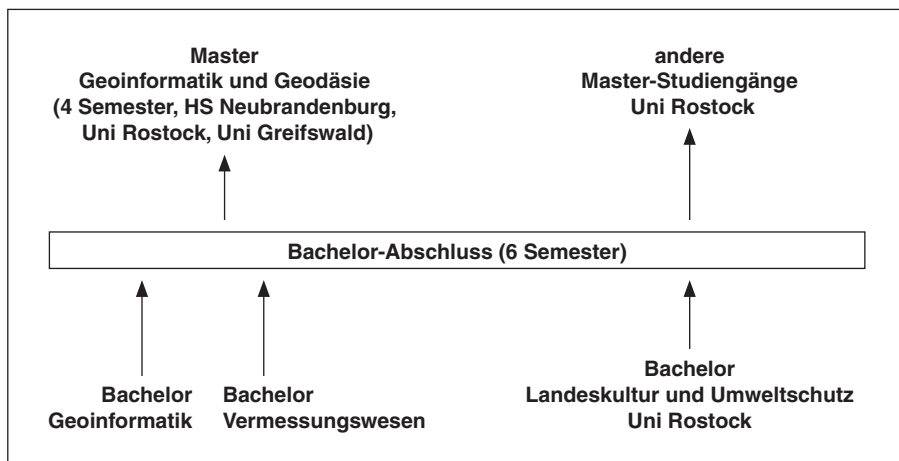 Master
Geoinformatik und Geodäsie
(4 Semester, HS Neubrandenburg,
Uni Rostock, Uni Greifswald)
andere
Master-Studiengänge
Uni Rostock
Bachelor-Abschluss (6 Semester)
Bachelor
Geoinformatik
Bachelor
Vermessungswesen
Bachelor
Landeskultur und Umweltschutz
Uni Rostock